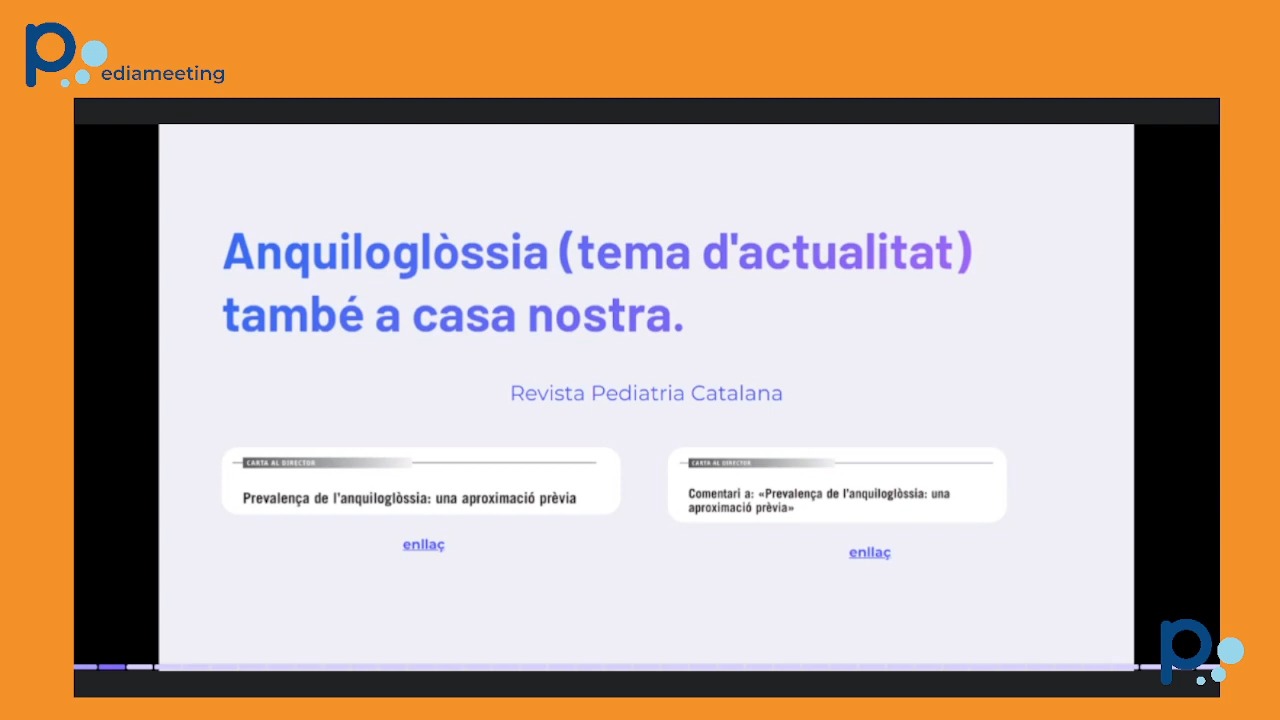 pediameeting
Anquiloglòssia (tema d'actualitat)
també a casa nostra.
Revista Pediatria Catalana
CARTA AL DIRECTOR
Prevalença de l'anquiloglòssia: una aproximació prèvia
enllaç
CARTA AL DIRECTOR
Comentari a: «Prevalença de l'anquiloglòssia: una
aproximació prèvia»
enllaç
p